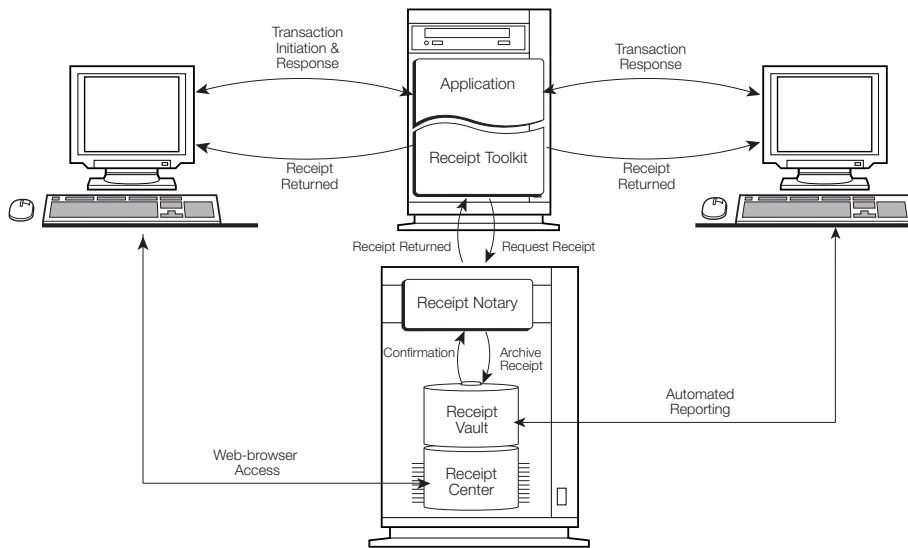 Transaction
Initiation &
Response
Application
Transaction
Response
Receipt Toolkit
Receipt
Returned
Receipt
Returned
Receipt Returned
Request Receipt
Receipt Notary
Confirmation
Archive
Receipt
Receipt
Vault
Automated
Reporting
Web-browser
Access
Receipt
Center